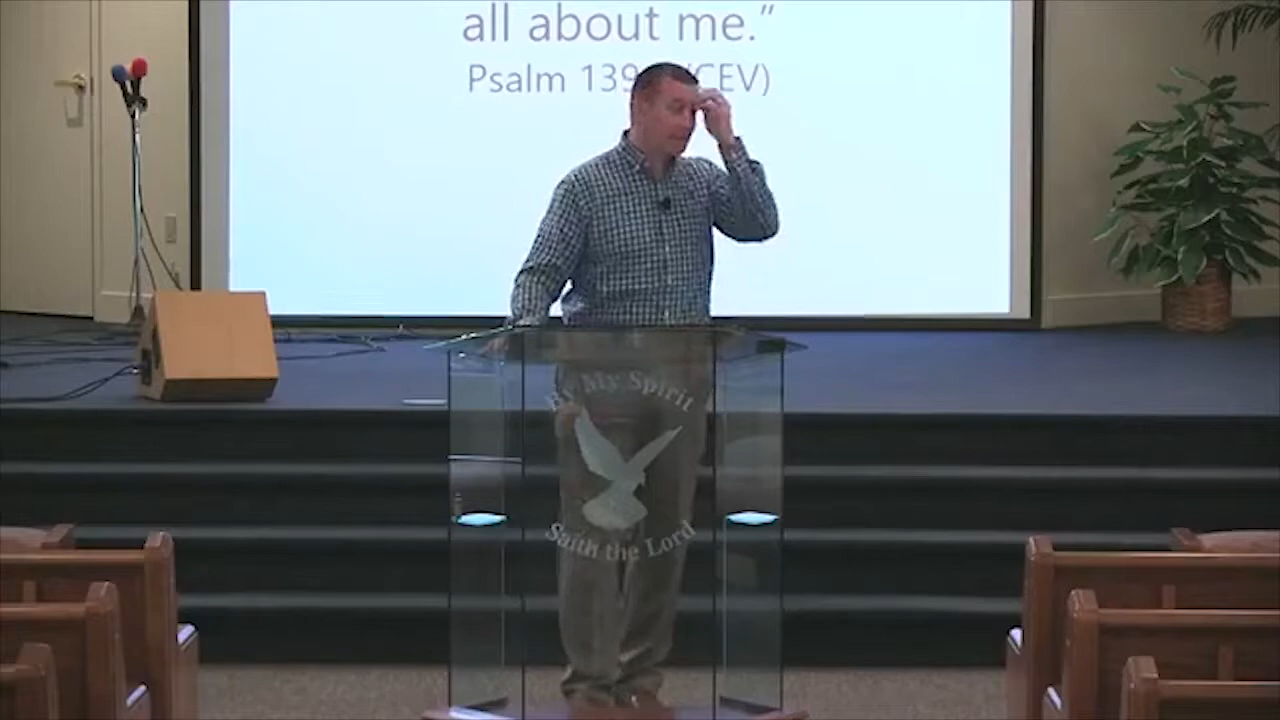 all about me.”
Psalm 139 (CEV)
By My Spirit
Saith the Lord